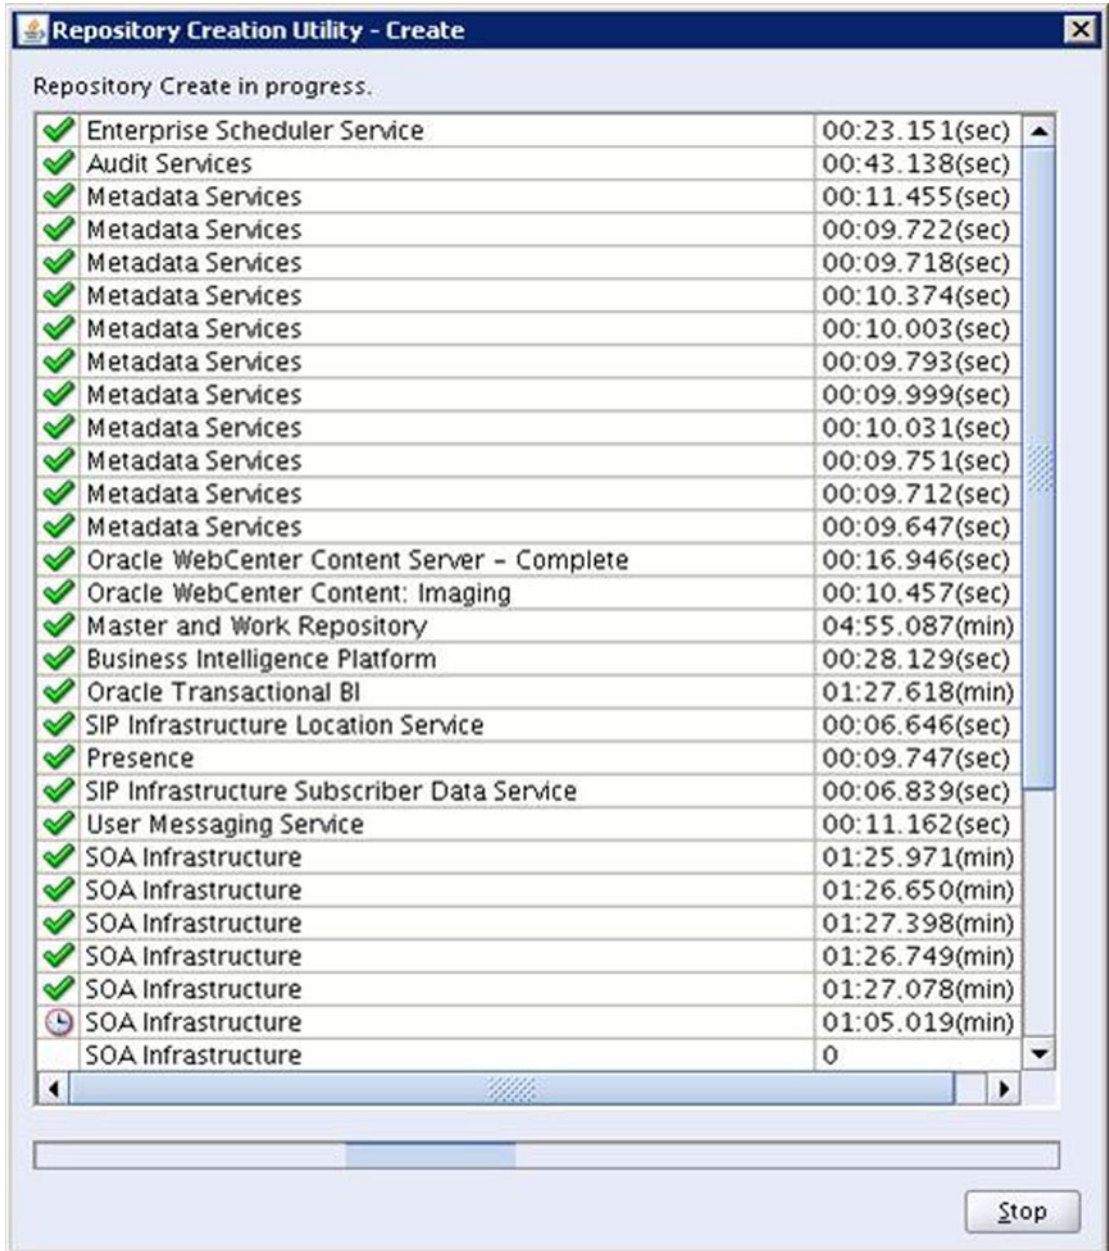 Repository Creation Utility - Create
Repository Create in progress.
Enterprise Scheduler Service 00:23.151(sec)
Audit Services 00:43.138(sec)
Metadata Services 00:11.455(sec)
Metadata Services 00:09.722(sec)
Metadata Services 00:09.718(sec)
Metadata Services 00:10.374(sec)
Metadata Services 00:10.003(sec)
Metadata Services 00:09.793(sec)
Metadata Services 00:09.999(sec)
Metadata Services 00:10.031(sec)
Metadata Services 00:09.751(sec)
Metadata Services 00:09.712(sec)
Metadata Services 00:09.647(sec)
Oracle WebCenter Content Server – Complete 00:16.946(sec)
Oracle WebCenter Content: Imaging 00:10.457(sec)
Master and Work Repository 04:55.087(min)
Business Intelligence Platform 00:28.129(sec)
Oracle Transactional BI 01:27.618(min)
SIP Infrastructure Location Service 00:06.646(sec)
Presence 00:09.747(sec)
SIP Infrastructure Subscriber Data Service 00:06.839(sec)
User Messaging Service 00:11.162(sec)
SOA Infrastructure 01:25.971(min)
SOA Infrastructure 01:26.650(min)
SOA Infrastructure 01:27.398(min)
SOA Infrastructure 01:26.749(min)
SOA Infrastructure 01:27.078(min)
SOA Infrastructure 01:05.019(min)
SOA Infrastructure 0
Stop